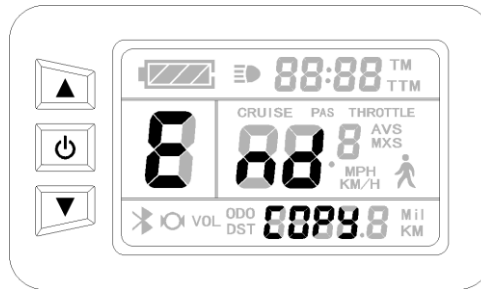 88:88 TM
TTM
CRUISE PAS THROTTLE
E nd. 8 AVS
MXS
MPH
KM/H
VOL ODO COPY.8 Mil
DST KM